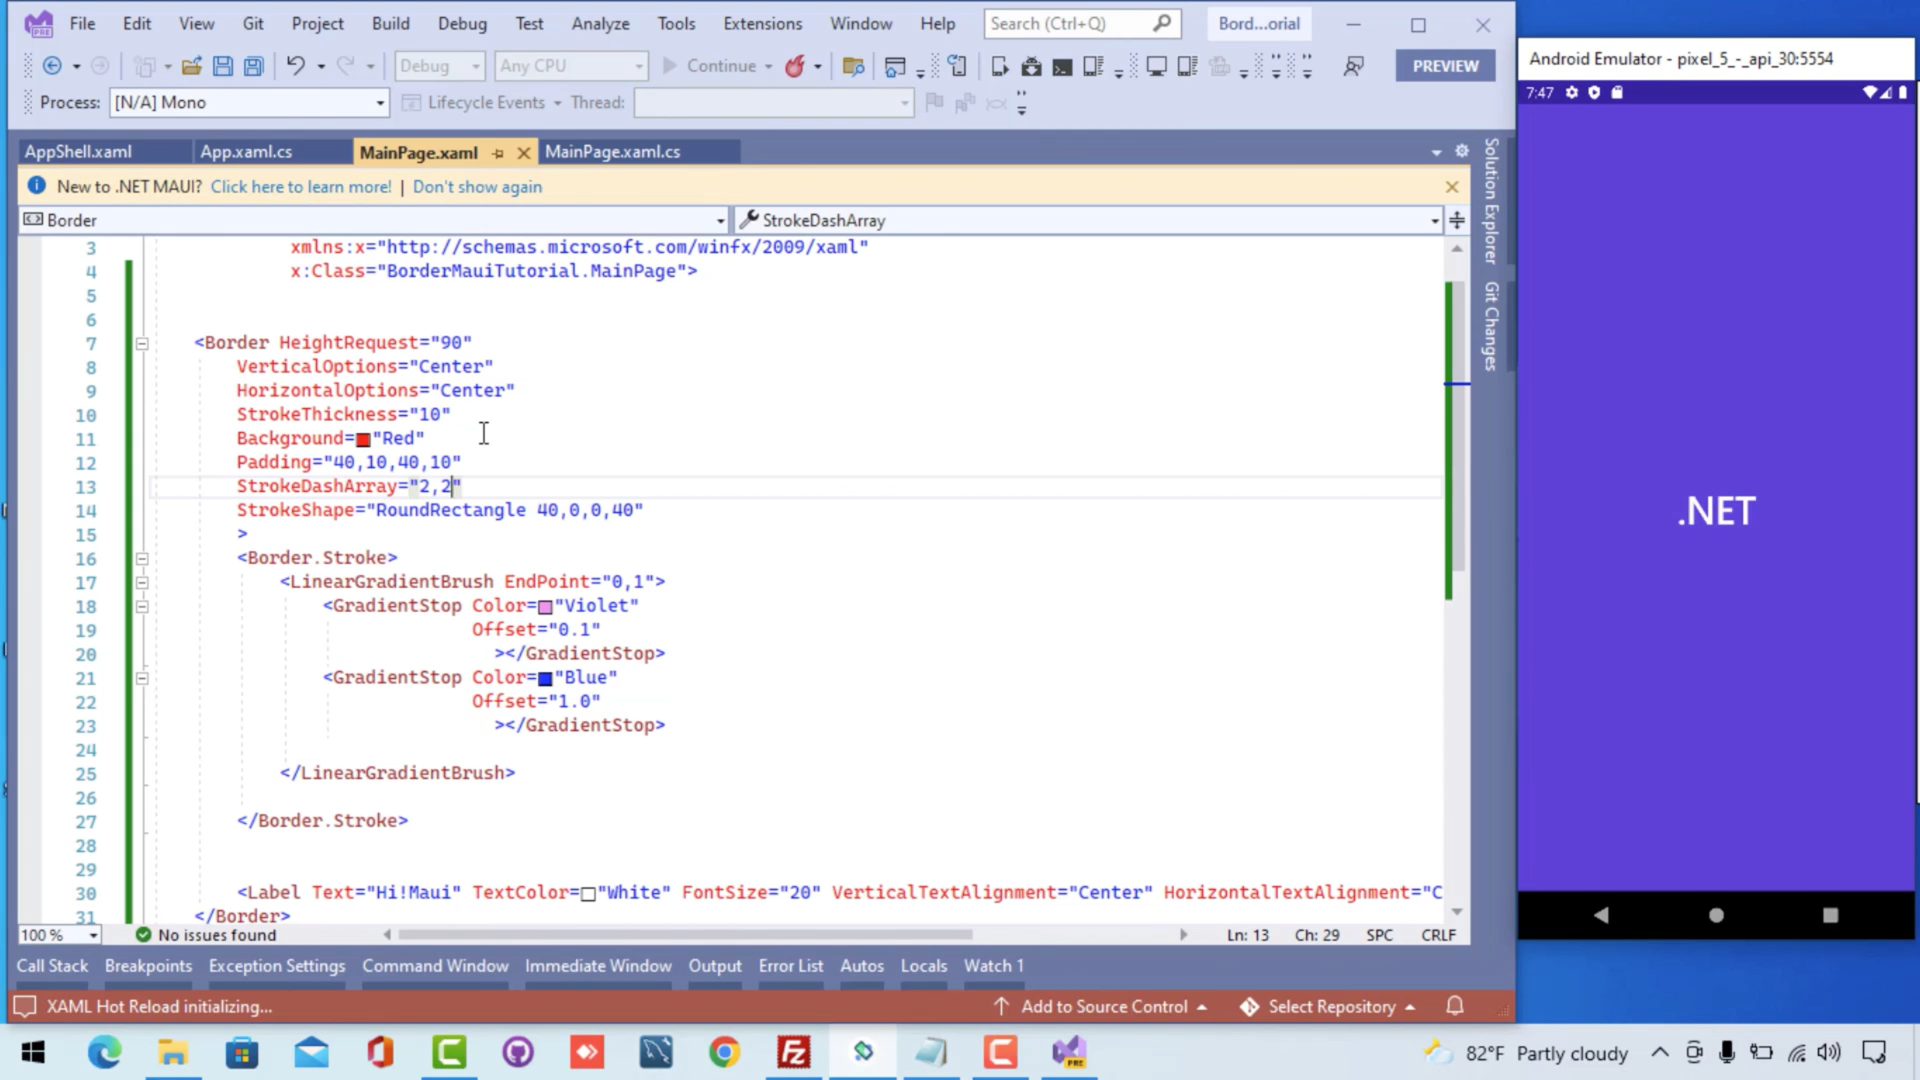 File Edit View Git Project Build Debug Test Analyze Tools Extensions Window Help Search (Ctrl+Q) Bord...orial
Debug Any CPU Continue PREVIEW
Process: [N/A] Mono Lifecycle Events Thread:
AppShell.xaml App.xaml.cs MainPage.xaml MainPage.xaml.cs
New to .NET MAUI? Click here to learn more! | Don't show again
Border StrokeDashArray
3 xmlns:x="http://schemas.microsoft.com/winfx/2009/xaml"
4 x:Class="BorderMauiTutorial.MainPage">
5
6
7 <Border HeightRequest="90"
8 VerticalOptions="Center"
9 HorizontalOptions="Center"
10 StrokeThickness="10"
11 Background="Red"
12 Padding="40,10,40,10"
13 StrokeDashArray="2,2"
14 StrokeShape="RoundRectangle 40,0,0,40"
15 >
16 <Border.Stroke>
17 <LinearGradientBrush EndPoint="0,1">
18 <GradientStop Color="Violet"
19 Offset="0.1"
20 ></GradientStop>
21 <GradientStop Color="Blue"
22 Offset="1.0"
23 ></GradientStop>
24
25 </LinearGradientBrush>
26
27 </Border.Stroke>
28
29
30 <Label Text="Hi!Maui" TextColor="White" FontSize="20" VerticalTextAlignment="Center" HorizontalTextAlignment="C
31 </Border>
100 % No issues found Ln: 13 Ch: 29 SPC CRLF
Call Stack Breakpoints Exception Settings Command Window Immediate Window Output Error List Autos Locals Watch 1
XAML Hot Reload initializing... Add to Source Control Select Repository
Solution Explorer
Git Changes
Android Emulator - pixel_5_-_api_30:5554
7:47
.NET
82°F Partly cloudy